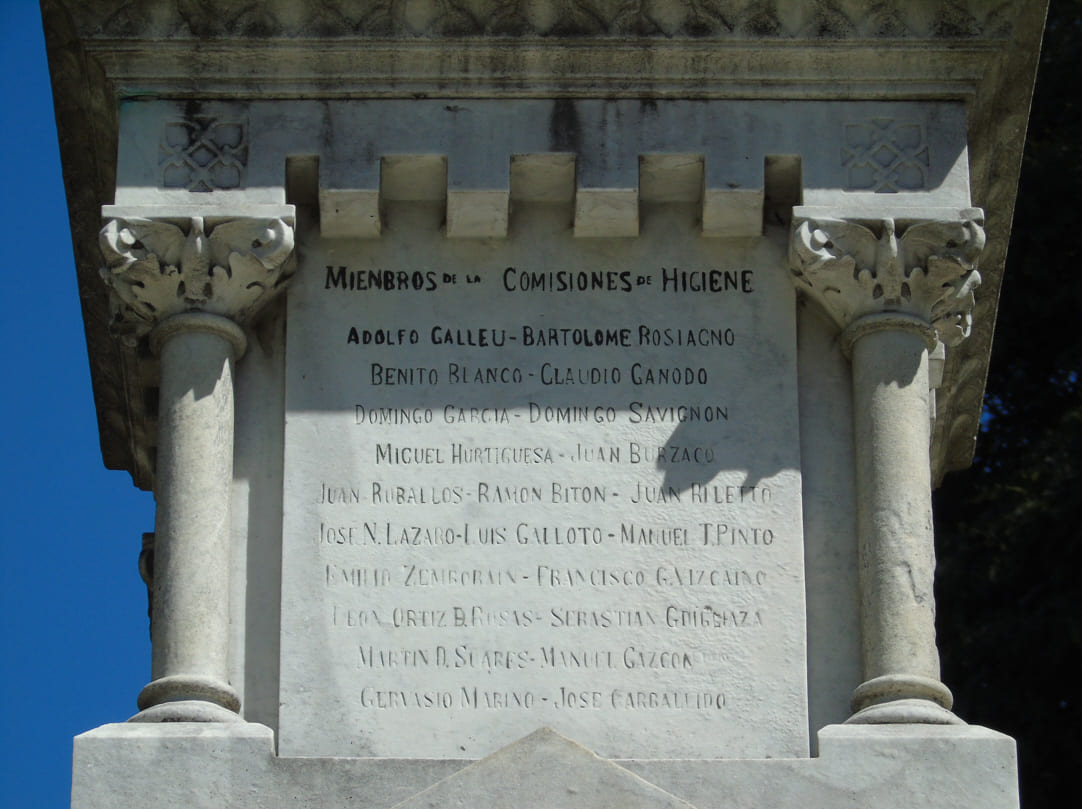 MIENBROS DE LA COMISIONES DE HIGIENE
ADOLFO GALLEU - BARTOLOME ROSIAGNO
BENITO BLANCO - CLAUDIO GANODO
DOMINGO GARCIA - DOMINGO SAVIGNON
MIGUEL HURTIGUESA - JUAN BURZACO
JUAN RUBALLOS - RAMON BITON - JUAN RILETTO
JOSE N. LAZARO - LUIS GALLOTO - MANUEL T. PINTO
EMILIO ZEMBORAIN - FRANCISCO G. VIZCAINO
LEON ORTIZ D. ROSAS - SEBASTIAN
MARTIN D. SUARES - MANUEL GAZCON
GERVASIO MARINO - JOSE CARBALLIDO